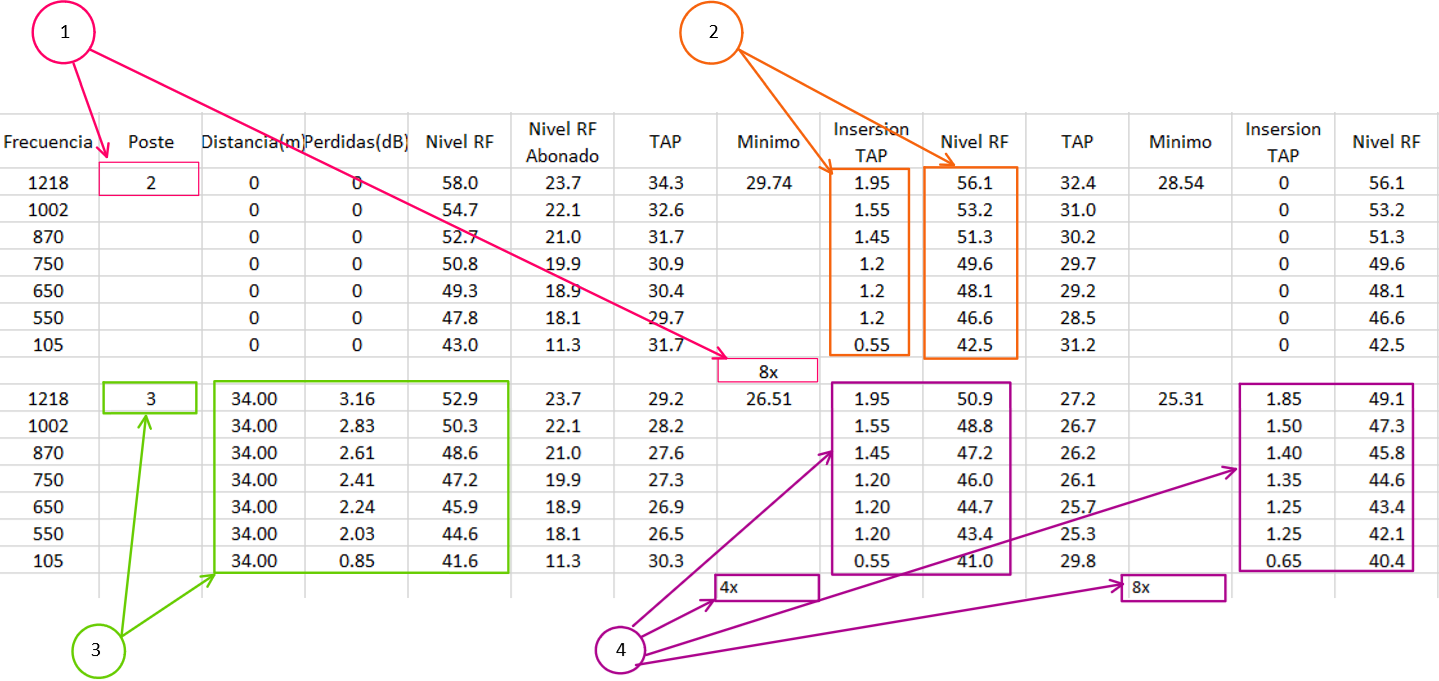 1 2
Frecuencia Poste Distancia(m) Perdidas(dB) Nivel RF Nivel RF Abonado TAP Minimo Insersion TAP Nivel RF TAP Minimo Insersion TAP Nivel RF
1218 2 0 0 58.0 23.7 34.3 29.74 1.95 56.1 32.4 28.54 0 56.1
1002 0 0 54.7 22.1 32.6 1.55 53.2 31.0 0 53.2
870 0 0 52.7 21.0 31.7 1.45 51.3 30.2 0 51.3
750 0 0 50.8 19.9 30.9 1.2 49.6 29.7 0 49.6
650 0 0 49.3 18.9 30.4 1.2 48.1 29.2 0 48.1
550 0 0 47.8 18.1 29.7 1.2 46.6 28.5 0 46.6
105 0 0 43.0 11.3 31.7 0.55 42.5 31.2 0 42.5
8x
1218 3 34.00 3.16 52.9 23.7 29.2 26.51 1.95 50.9 27.2 25.31 1.85 49.1
1002 34.00 2.83 50.3 22.1 28.2 1.55 48.8 26.7 1.50 47.3
870 34.00 2.61 48.6 21.0 27.6 1.45 47.2 26.2 1.40 45.8
750 34.00 2.41 47.2 19.9 27.3 1.20 46.0 26.1 1.35 44.6
650 34.00 2.24 45.9 18.9 26.9 1.20 44.7 25.7 1.25 43.4
550 34.00 2.03 44.6 18.1 26.5 1.20 43.4 25.3 1.25 42.1
105 34.00 0.85 41.6 11.3 30.3 0.55 41.0 29.8 0.65 40.4
4x 8x
3 4